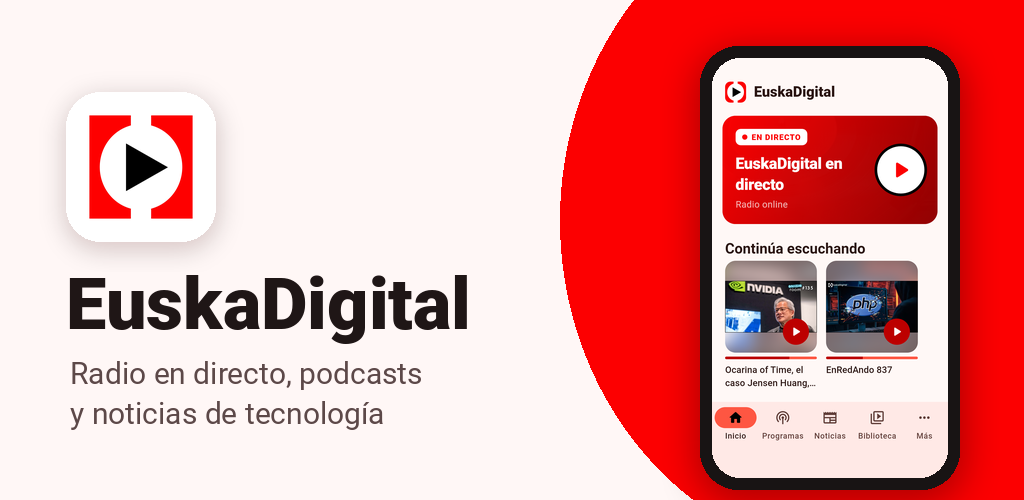 EuskaDigital
Radio en directo, podcasts
y noticias de tecnología
EuskaDigital
EN DIRECTO
EuskaDigital en
directo
Radio online
Continúa escuchando
NVIDIA
#135
php
Ocarina of Time, el
caso Jensen Huang,...
EnRedAndo 837
Inicio
Programas
Noticias
Biblioteca
Más